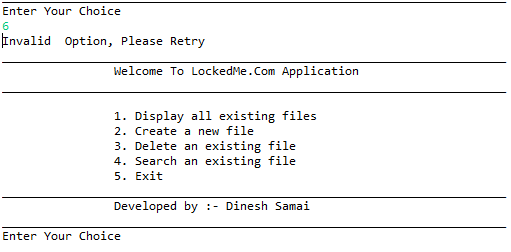 Enter Your Choice
6
Invalid  Option, Please Retry
Welcome To LockedMe.Com Application
1. Display all existing files
2. Create a new file
3. Delete an existing file
4. Search an existing file
5. Exit
Developed by :- Dinesh Samai
Enter Your Choice